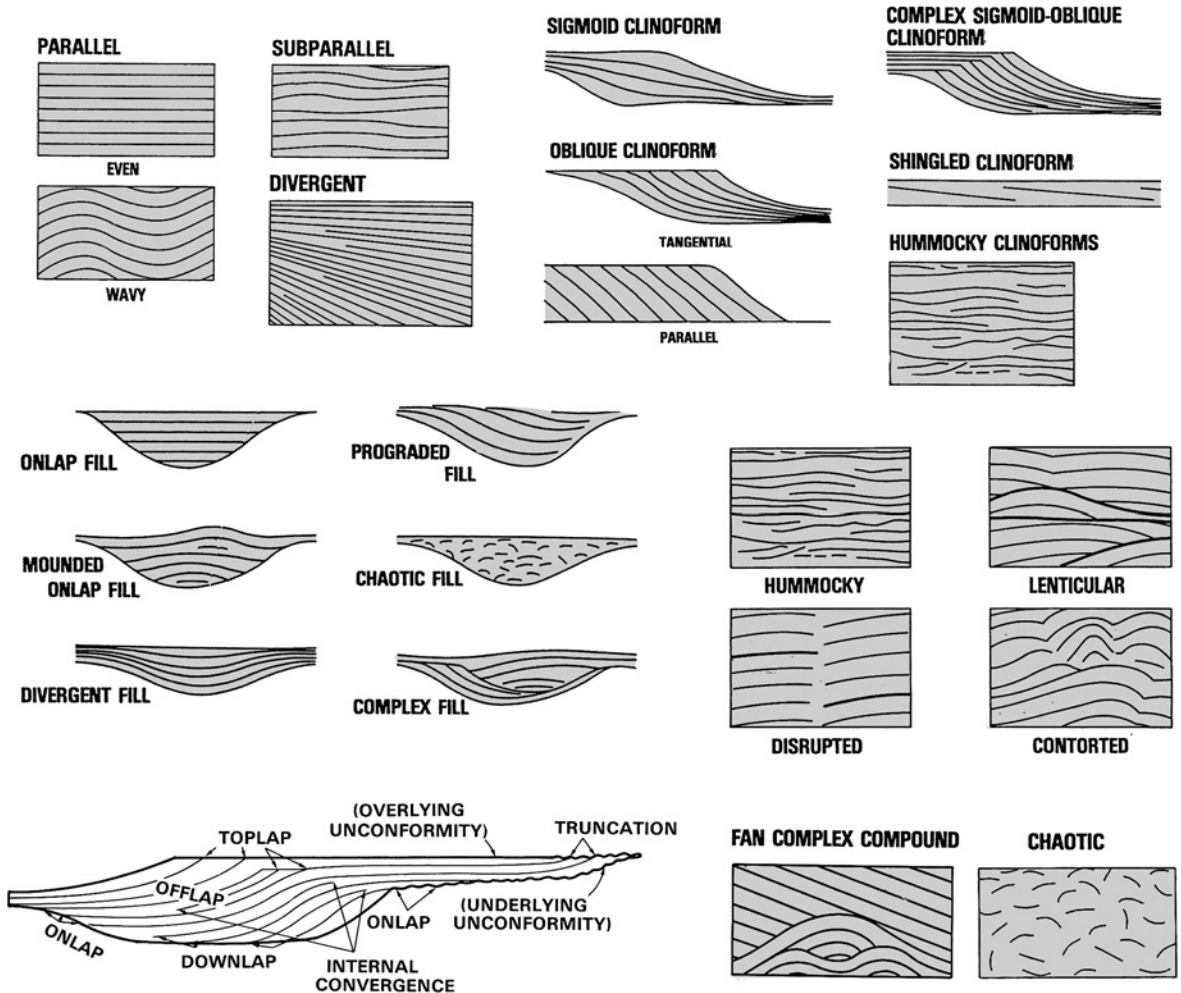 PARALLEL
EVEN
WAVY
SUBPARALLEL
DIVERGENT
SIGMOID CLINOFORM
OBLIQUE CLINOFORM
TANGENTIAL
PARALLEL
COMPLEX SIGMOID-OBLIQUE
CLINOFORM
SHINGLED CLINOFORM
HUMMOCKY CLINOFORMS
ONLAP FILL
PROGRADED
FILL
MOUNDED
ONLAP FILL
CHAOTIC FILL
DIVERGENT FILL
COMPLEX FILL
HUMMOCKY
LENTICULAR
DISRUPTED
CONTORTED
TOPLAP
(OVERLYING
UNCONFORMITY)
TRUNCATION
OFFLAP
ONLAP
DOWNLAP
INTERNAL
CONVERGENCE
ONLAP
(UNDERLYING
UNCONFORMITY)
FAN COMPLEX COMPOUND
CHAOTIC